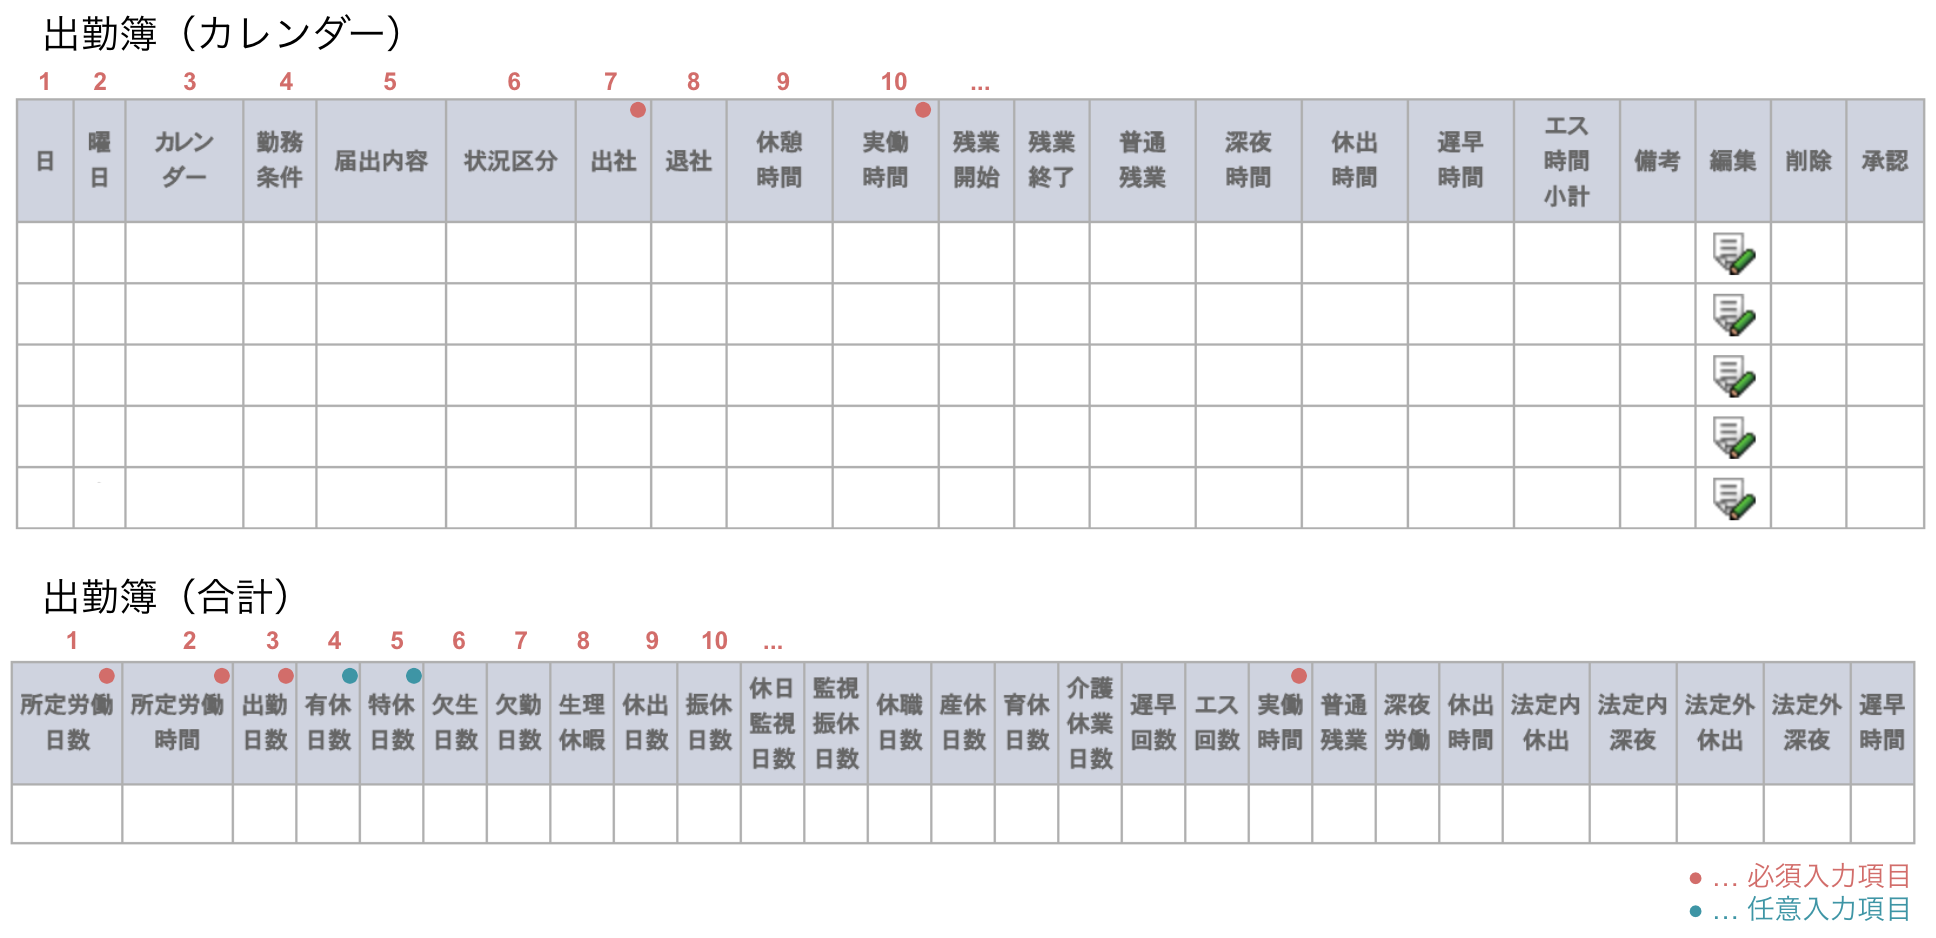 出勤簿（カレンダー）
1 2 3 4 5 6 7 8 9 10 ...
日
曜
日
カレン
ダー
勤務
条件
届出内容
状況区分
出社
退社
休憩
時間
実働
時間
残業
開始
残業
終了
普通
残業
深夜
時間
休出
時間
遅早
時間
エス
時間
小計
備考
編集
削除
承認
出勤簿（合計）
1 2 3 4 5 6 7 8 9 10 ...
所定労働
日数
所定労働
時間
出勤
日数
有休
日数
特休
日数
欠生
日数
欠勤
日数
生理
休暇
休出
日数
振休
日数
休日
監視
日数
監視
振休
日数
休職
日数
産休
日数
育休
日数
介護
休業
日数
遅早
回数
エス
回数
実働
時間
普通
残業
深夜
労働
休出
時間
法定内
休出
法定内
深夜
法定外
休出
法定外
深夜
遅早
時間
● … 必須入力項目
● … 任意入力項目